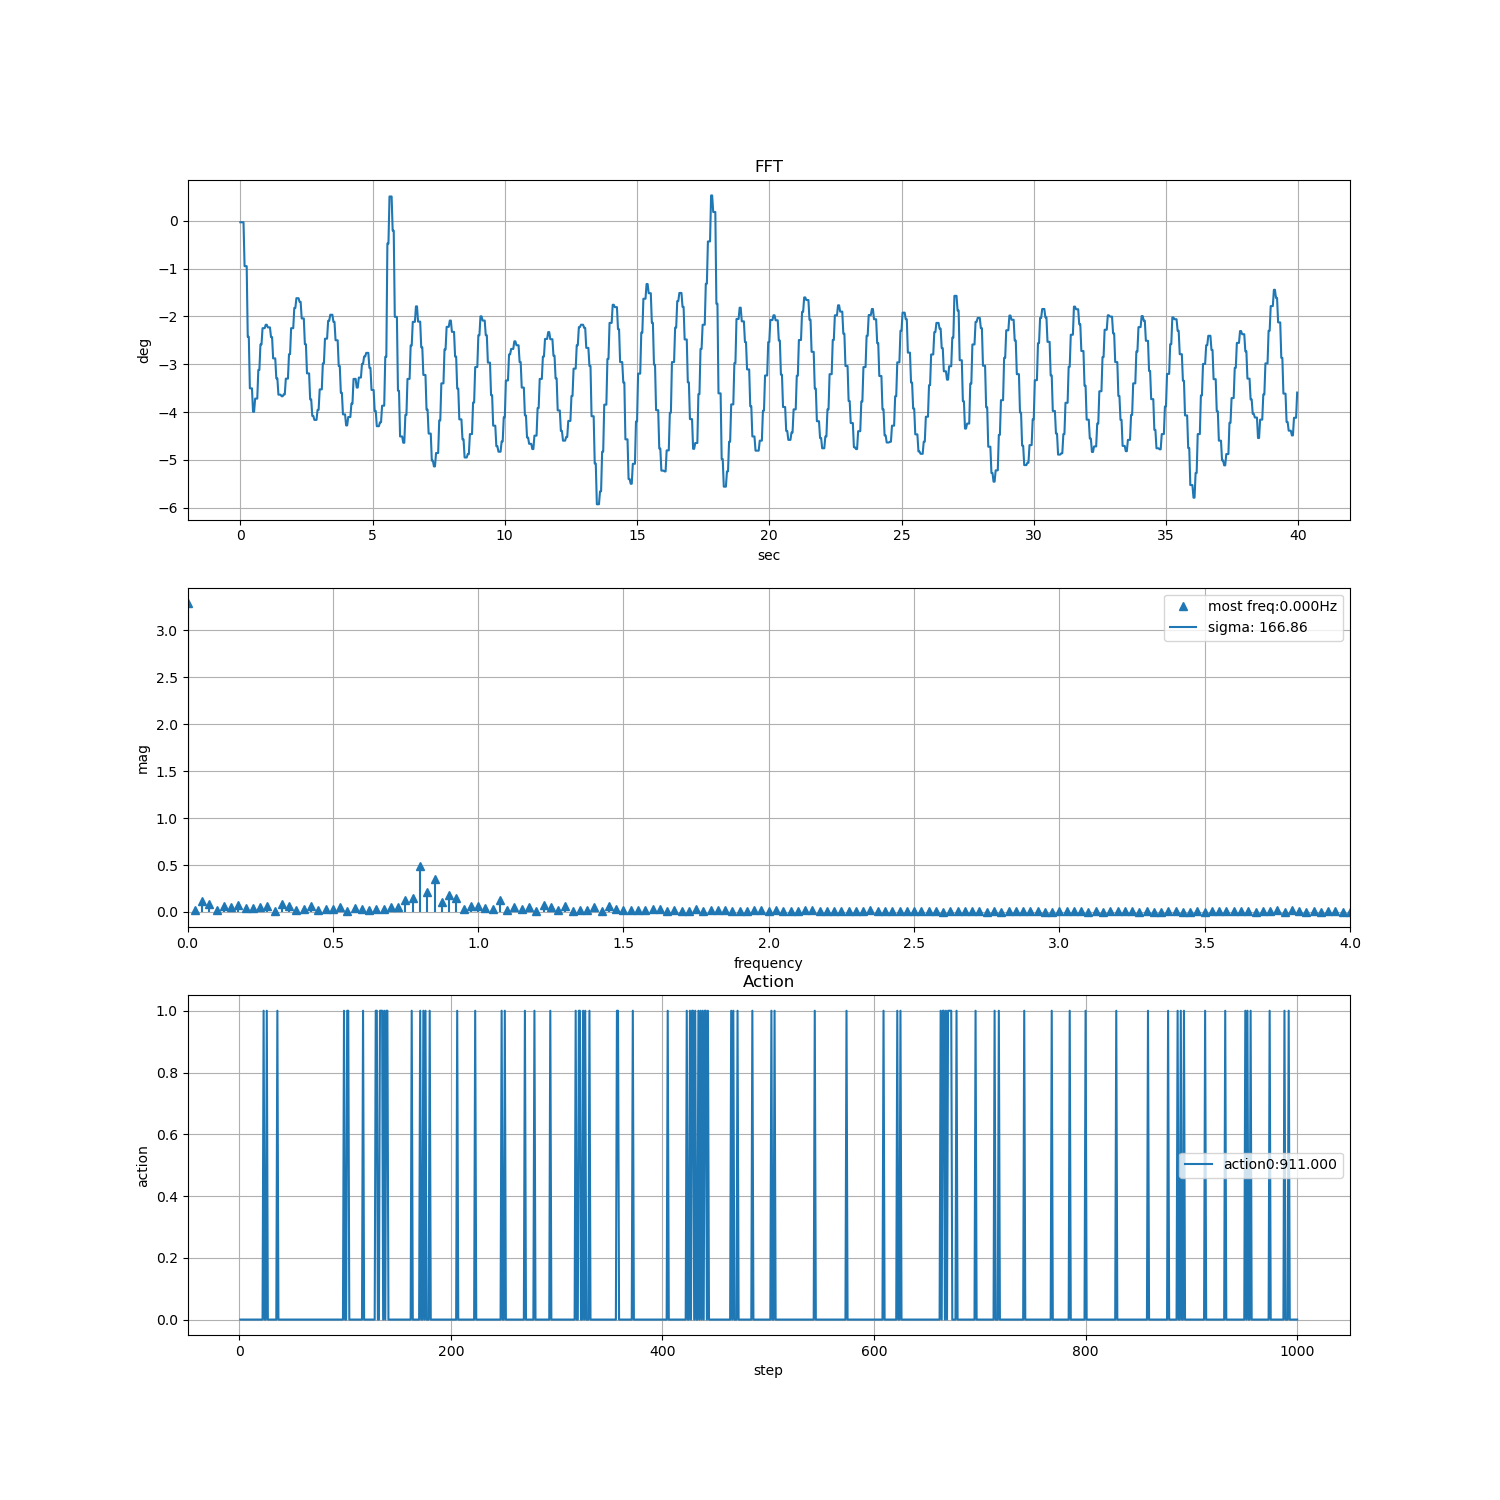 FFT
0
−1
−2
−3
−4
−5
−6
deg
0 5 10 15 20 25 30 35 40
sec
most freq:0.000Hz
sigma: 166.86
3.0
2.5
2.0
1.5
1.0
0.5
0.0
mag
0.0 0.5 1.0 1.5 2.0 2.5 3.0 3.5 4.0
frequency
Action
1.0
0.8
0.6
0.4
0.2
0.0
action
action0:911.000
0 200 400 600 800 1000
step